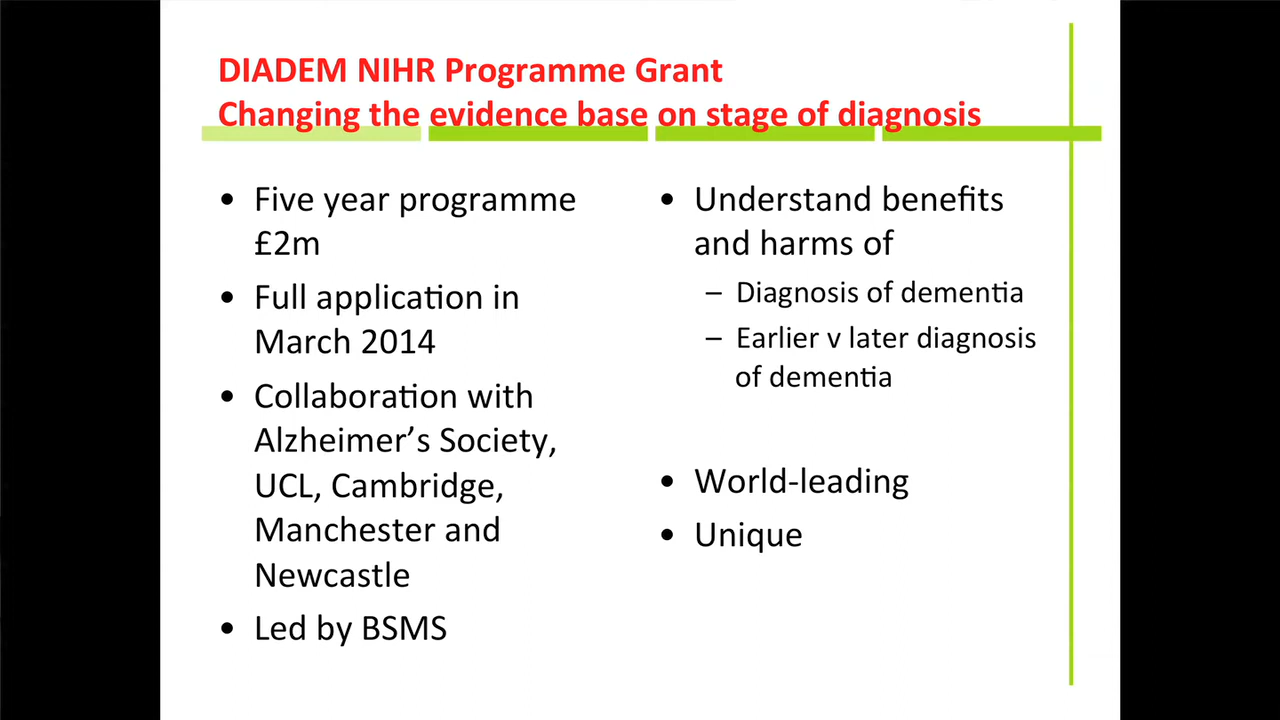 DIADEM NIHR Programme Grant
Changing the evidence base on stage of diagnosis
• Five year programme
£2m
• Full application in
March 2014
• Collaboration with
Alzheimer’s Society,
UCL, Cambridge,
Manchester and
Newcastle
• Led by BSMS
• Understand benefits
and harms of
– Diagnosis of dementia
– Earlier v later diagnosis
of dementia
• World-leading
• Unique